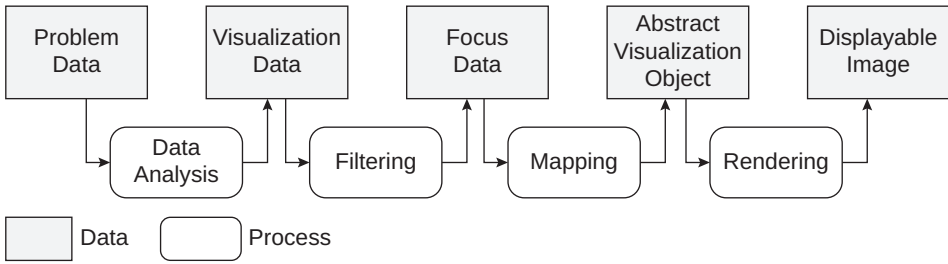 Problem
Data
Visualization
Data
Focus
Data
Abstract
Visualization
Object
Displayable
Image
Data
Analysis
Filtering
Mapping
Rendering
Data
Process